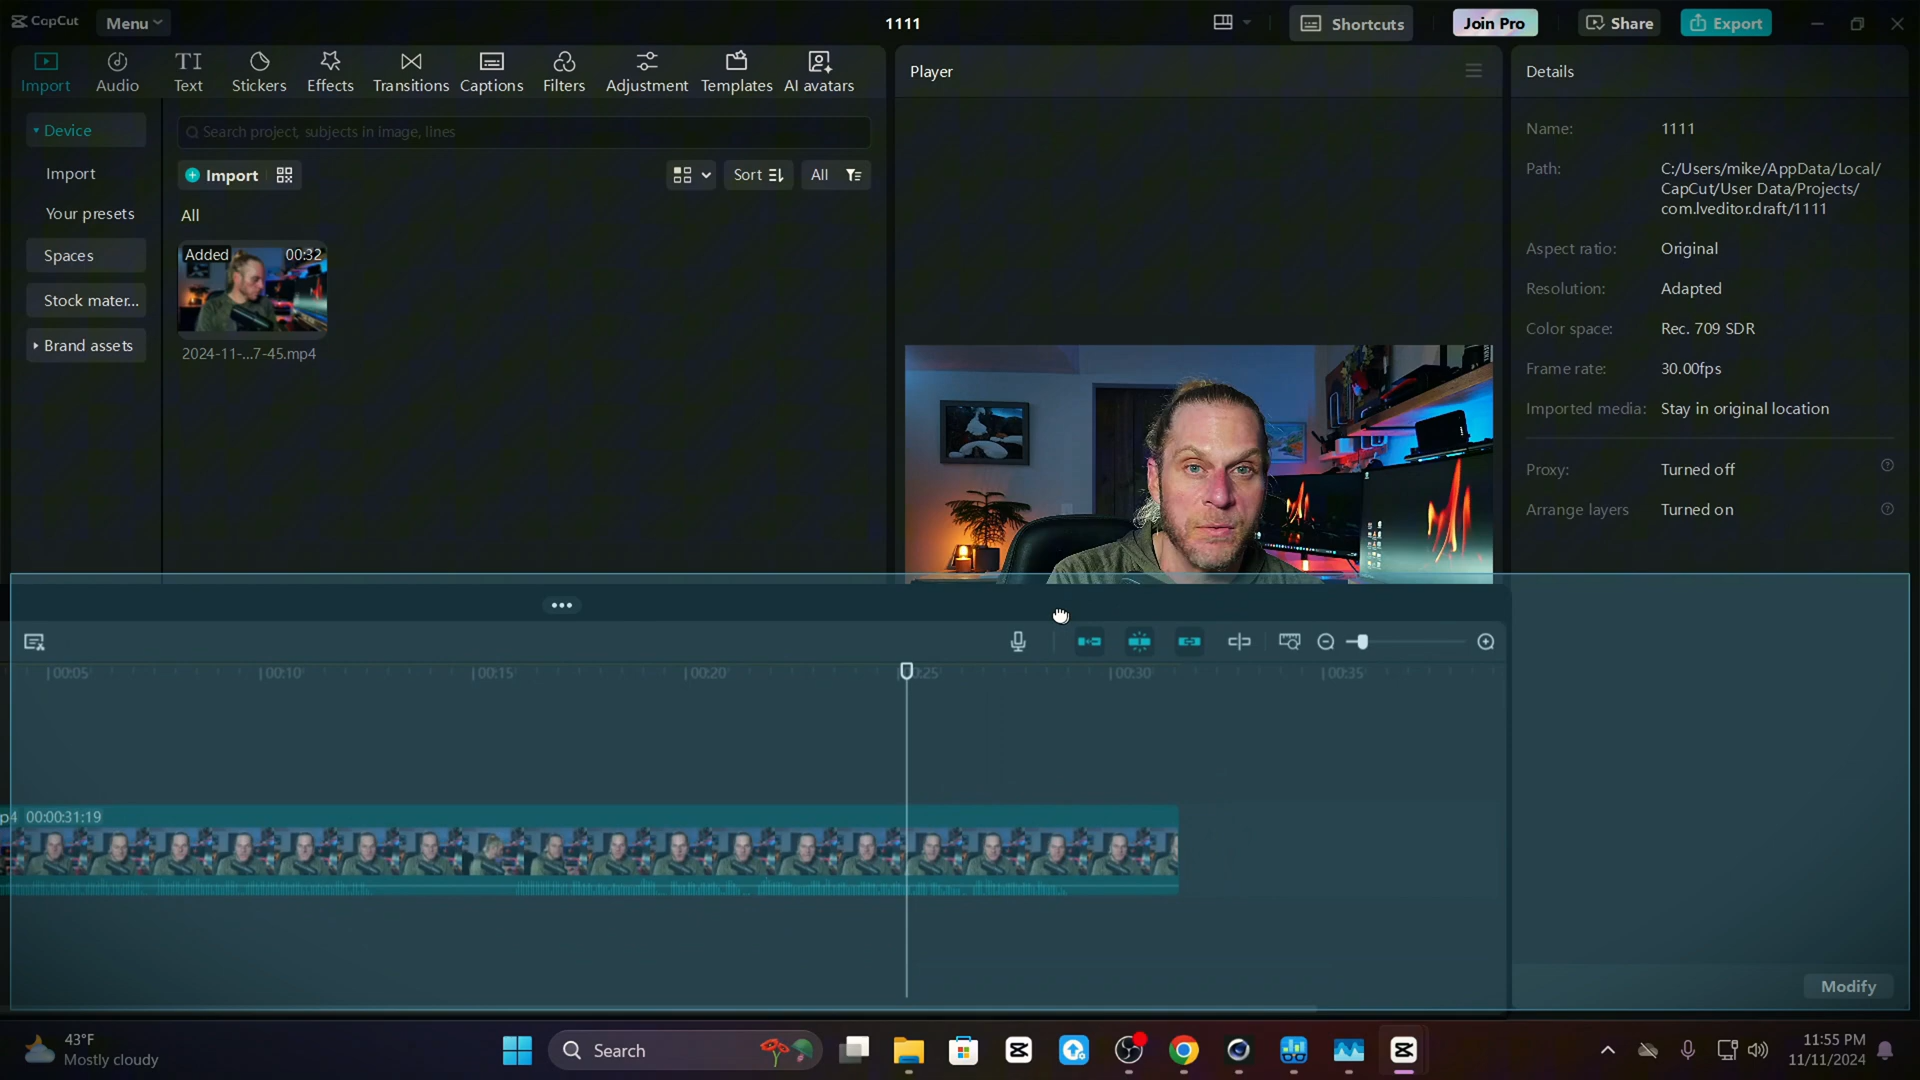 CapCut
Menu
1111
Shortcuts
Join Pro
Share
Export
Import
Audio
Text
Stickers
Effects
Transitions
Captions
Filters
Adjustment
Templates
AI avatars
Device
Import
Your presets
Spaces
Stock mater...
Brand assets
Search project, subjects in image, lines
Import
Sort
All
All
Added
00:32
2024-11-...7-45.mp4
Player
Details
Name: 1111
Path: C:/Users/mike/AppData/Local/
CapCut/User Data/Projects/
com.lveditor.draft/1111
Aspect ratio: Original
Resolution: Adapted
Color space: Rec. 709 SDR
Frame rate: 30.00fps
Imported media: Stay in original location
Proxy: Turned off
Arrange layers Turned on
00:05
00:10
00:15
00:20
00:30
00:35
p4 00:00:31:19
Modify
43°F
Mostly cloudy
Search
11:55 PM
11/11/2024